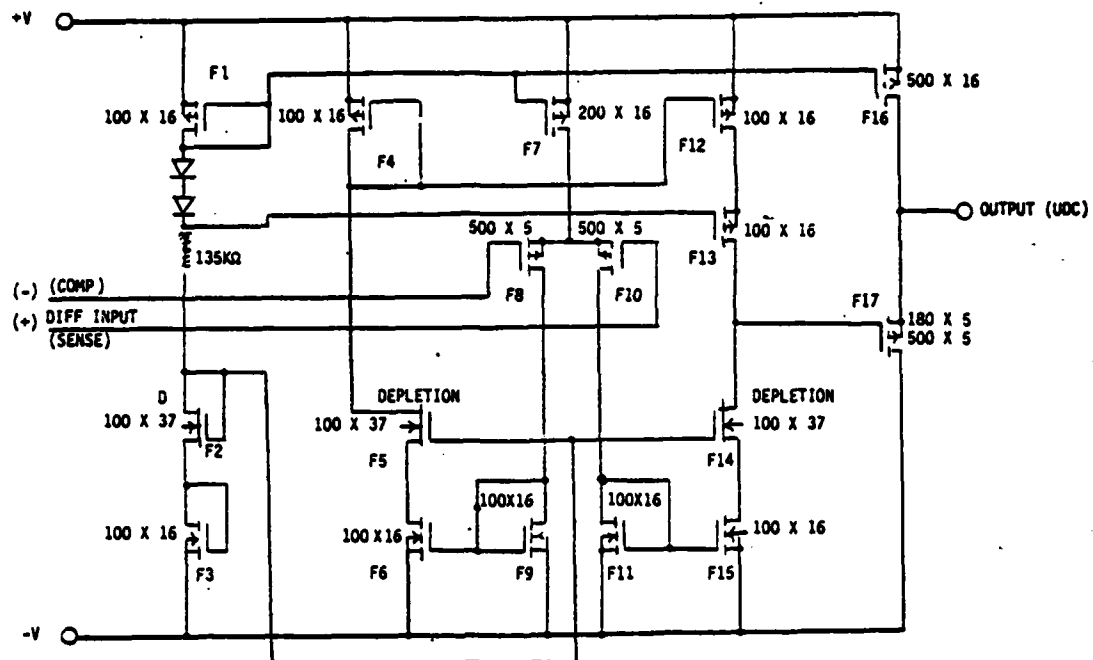 +V
F1
100 X 16
100 X 16
F4
200 X 16
F7
F12
100 X 16
500 X 16
F16
OUTPUT (UDC)
500 X 5
500 X 5
100 X 16
F13
135KΩ
(-) (COMP)
F8
F10
(+) DIFF INPUT
(SENSE)
F17
180 X 5
500 X 5
D
100 X 37
F2
DEPLETION
100 X 37
F5
DEPLETION
100 X 37
F14
100X16
100X16
100 X 16
F3
100X16
F6
F9
F11
F15
100 X 16
-V